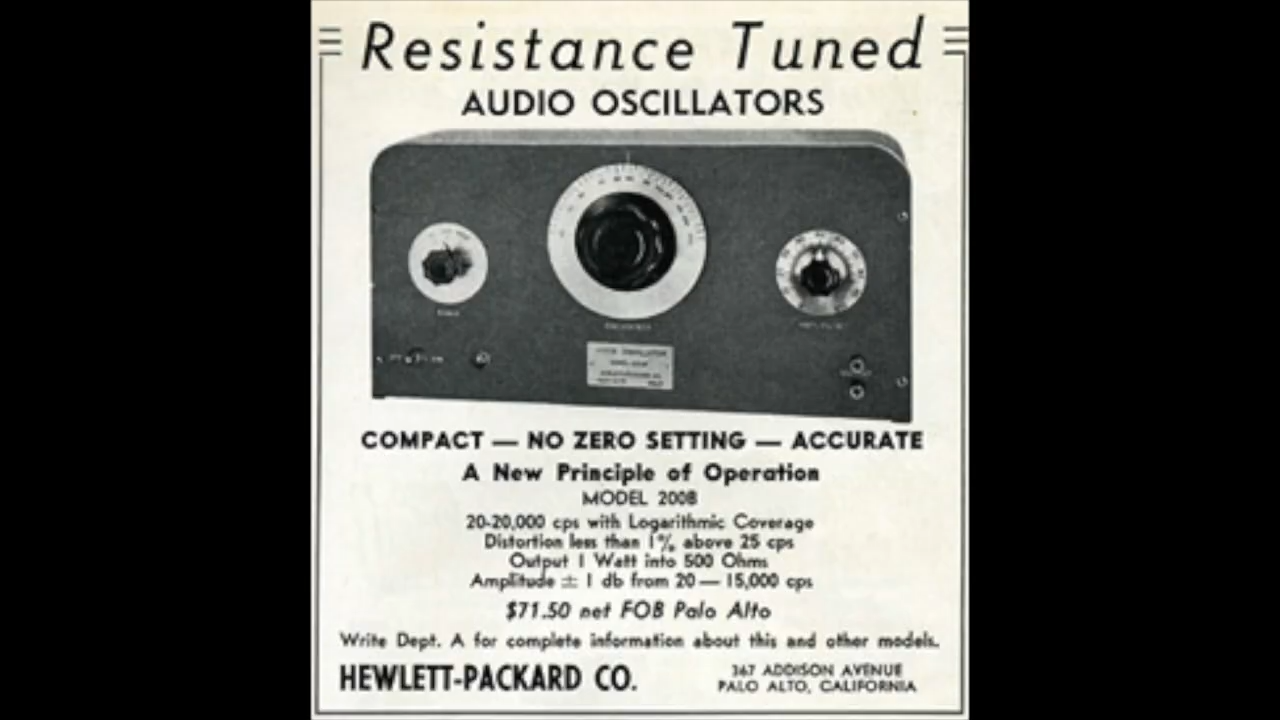 Resistance Tuned
AUDIO OSCILLATORS
COMPACT — NO ZERO SETTING — ACCURATE
A New Principle of Operation
MODEL 200B
20-20,000 cps with Logarithmic Coverage
Distortion less than 1% above 25 cps
Output 1 Watt into 500 Ohms
Amplitude ± 1 db from 20 — 15,000 cps
$71.50 net FOB Palo Alto
Write Dept. A for complete information about this and other models.
HEWLETT-PACKARD CO.
367 ADDISON AVENUE
PALO ALTO, CALIFORNIA